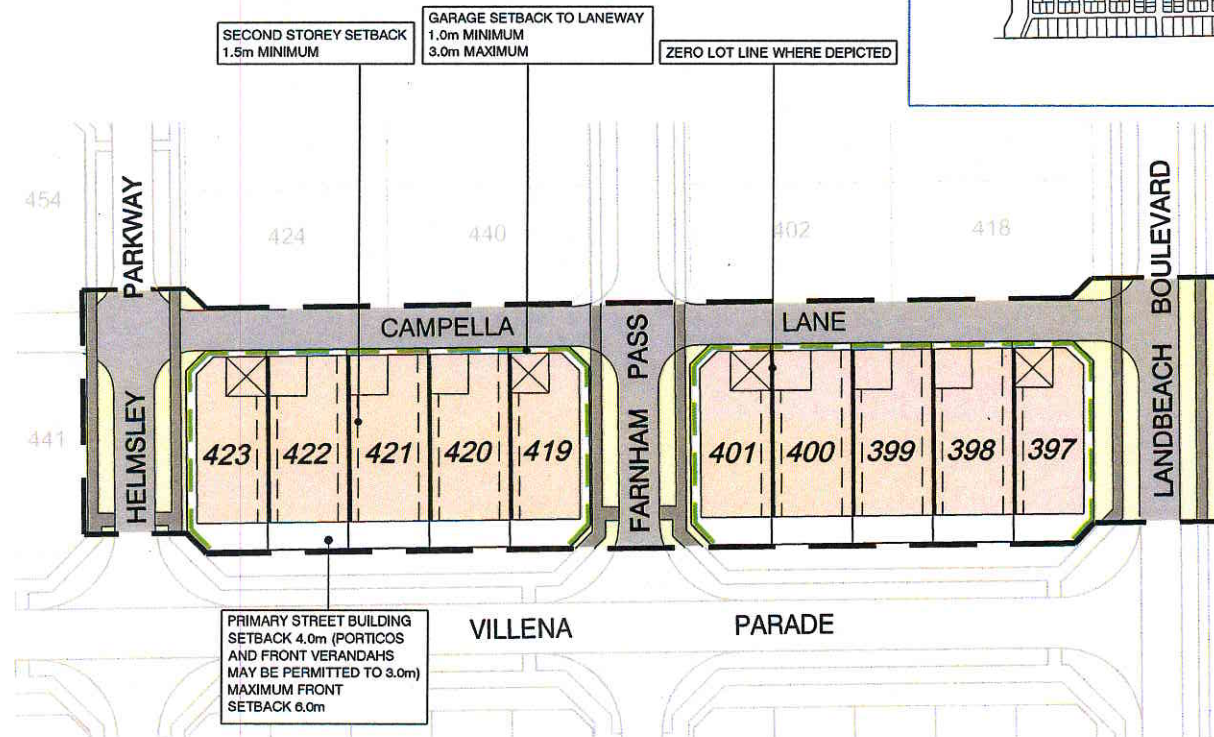 SECOND STOREY SETBACK
1.5m MINIMUM
GARAGE SETBACK TO LANEWAY
1.0m MINIMUM
3.0m MAXIMUM
ZERO LOT LINE WHERE DEPICTED
454
424
440
402
418
HELMSLEY PARKWAY
LANDBEACH BOULEVARD
CAMPELLA LANE
FARNHAM PASS
441
423
422
421
420
419
401
400
399
398
397
PRIMARY STREET BUILDING
SETBACK 4.0m (PORTICOS
AND FRONT VERANDAHS
MAY BE PERMITTED TO 3.0m)
MAXIMUM FRONT
SETBACK 6.0m
VILLENA PARADE